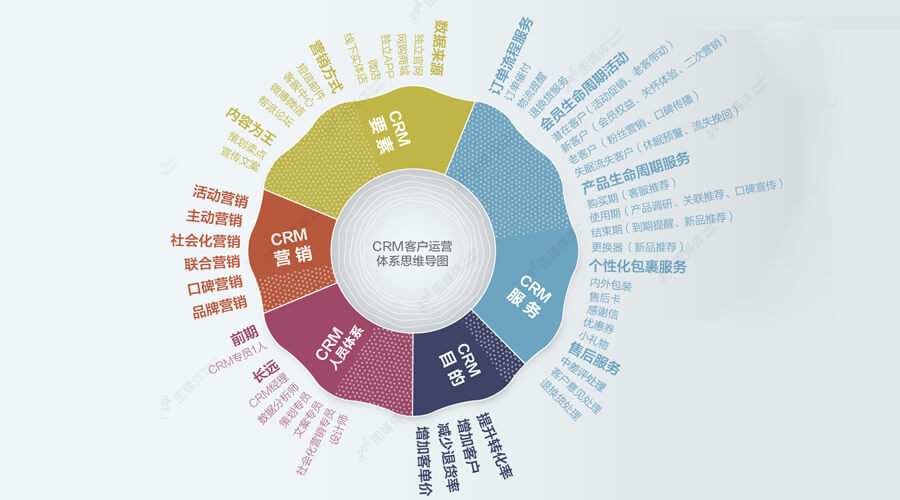 CRM客户运营
体系思维导图
CRM
要素
数据来源
独立官网
网购商城
独立APP
微店
线下实体店
营销方式
短信邮件
客服中心
微博微信
帮派论坛
内容为王
策划卖点
宣传文案
CRM
营销
活动营销
主动营销
社会化营销
联合营销
口碑营销
品牌营销
CRM
人员体系
前期
CRM专员1人
长远
CRM经理
数据分析师
策划专员
文案专员
社会化营销专员
设计师
CRM
目的
提升转化率
增加客户
减少退货率
增加客单价
CRM
服务
订单流程服务
订单催付
物流提醒
退换货服务
会员生命周期活动
潜在客户（活动促销、老客带动）
新客户（会员权益、关怀体验、二次营销）
老客户（粉丝营销、口碑传播）
失眠流失客户（休眠预警、流失挽回）
产品生命周期服务
购买期（客服推荐）
使用期（产品调研、关联推荐、口碑宣传）
结束期（到期提醒、新品推荐）
更换器（新品推荐）
个性化包裹服务
内外包装
售后卡
感谢信
优惠券
小礼物
售后服务
中差评处理
客户意见处理
退换货处理